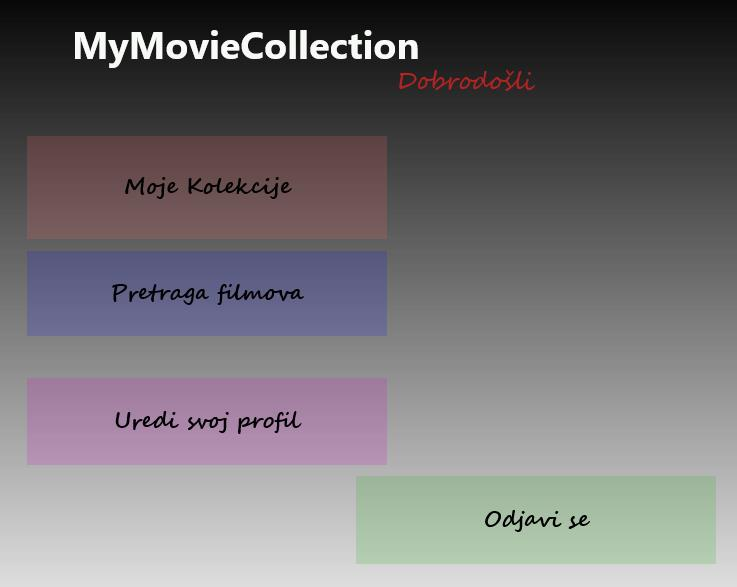 MyMovieCollection
Dobrodošli
Moje Kolekcije
Pretraga filmova
Uredi svoj profil
Odjavi se